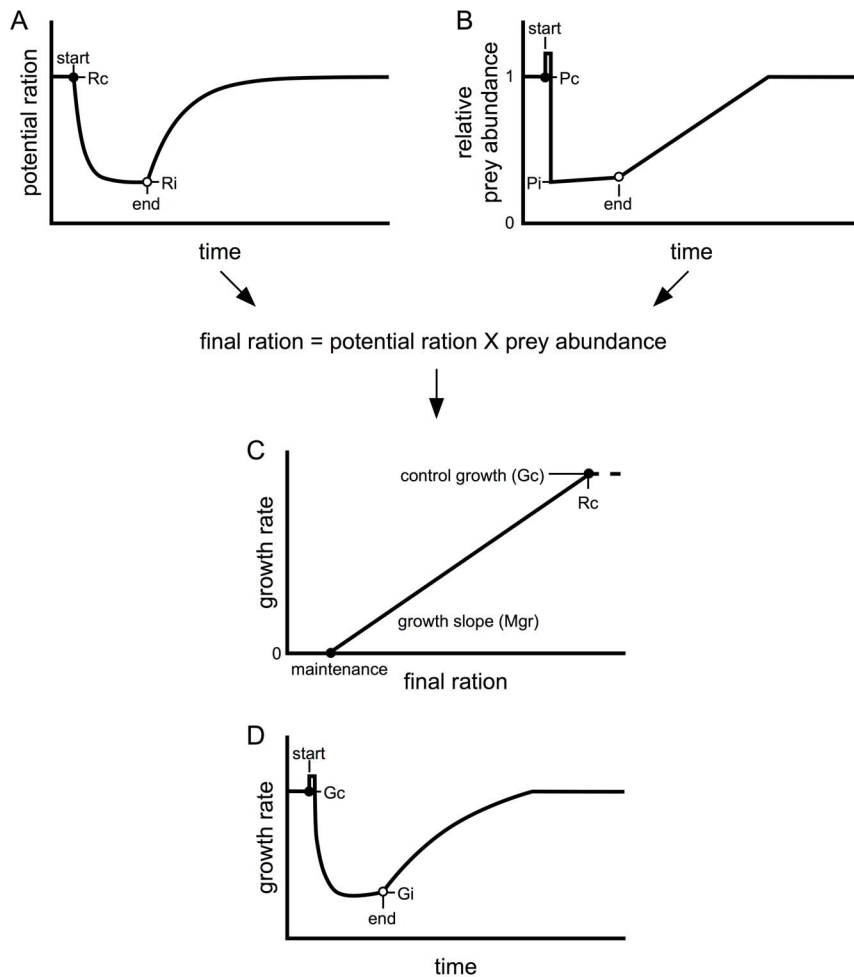 A
start
Rc
potential ration
Ri
end
time
B
start
1
Pc
relative
prey abundance
Pi
end
0
time
final ration = potential ration X prey abundance
C
control growth (Gc)
Rc
growth rate
growth slope (Mgr)
0
maintenance
final ration
D
start
Gc
growth rate
Gi
end
time